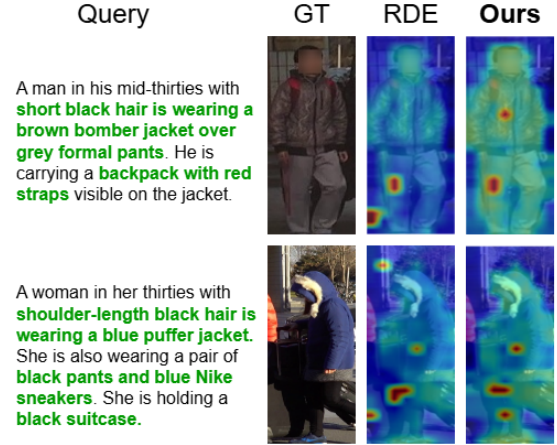 Query GT RDE Ours
A man in his mid-thirties with
short black hair is wearing a
brown bomber jacket over
grey formal pants. He is
carrying a backpack with red
straps visible on the jacket.
A woman in her thirties with
shoulder-length black hair is
wearing a blue puffer jacket.
She is also wearing a pair of
black pants and blue Nike
sneakers. She is holding a
black suitcase.